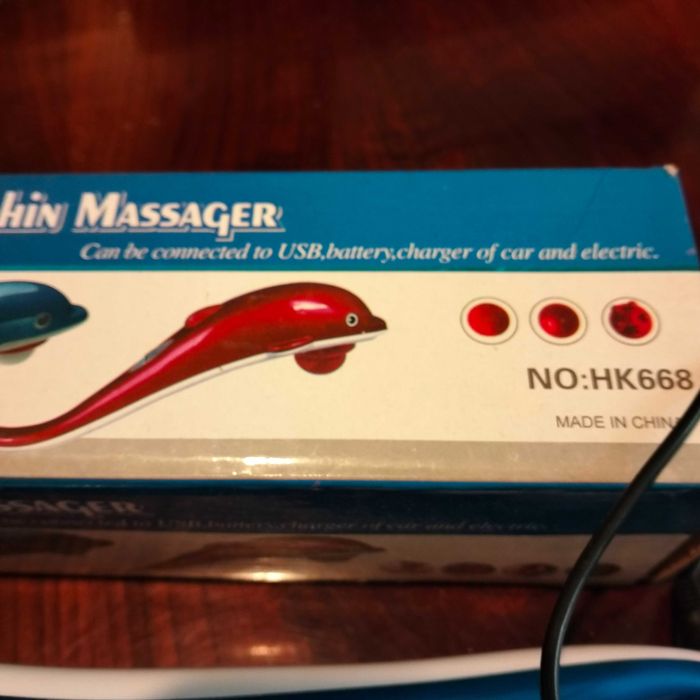 hin Massager
Can be connected to USB,battery,charger of car and electric.
NO:HK668
MADE IN CHIN